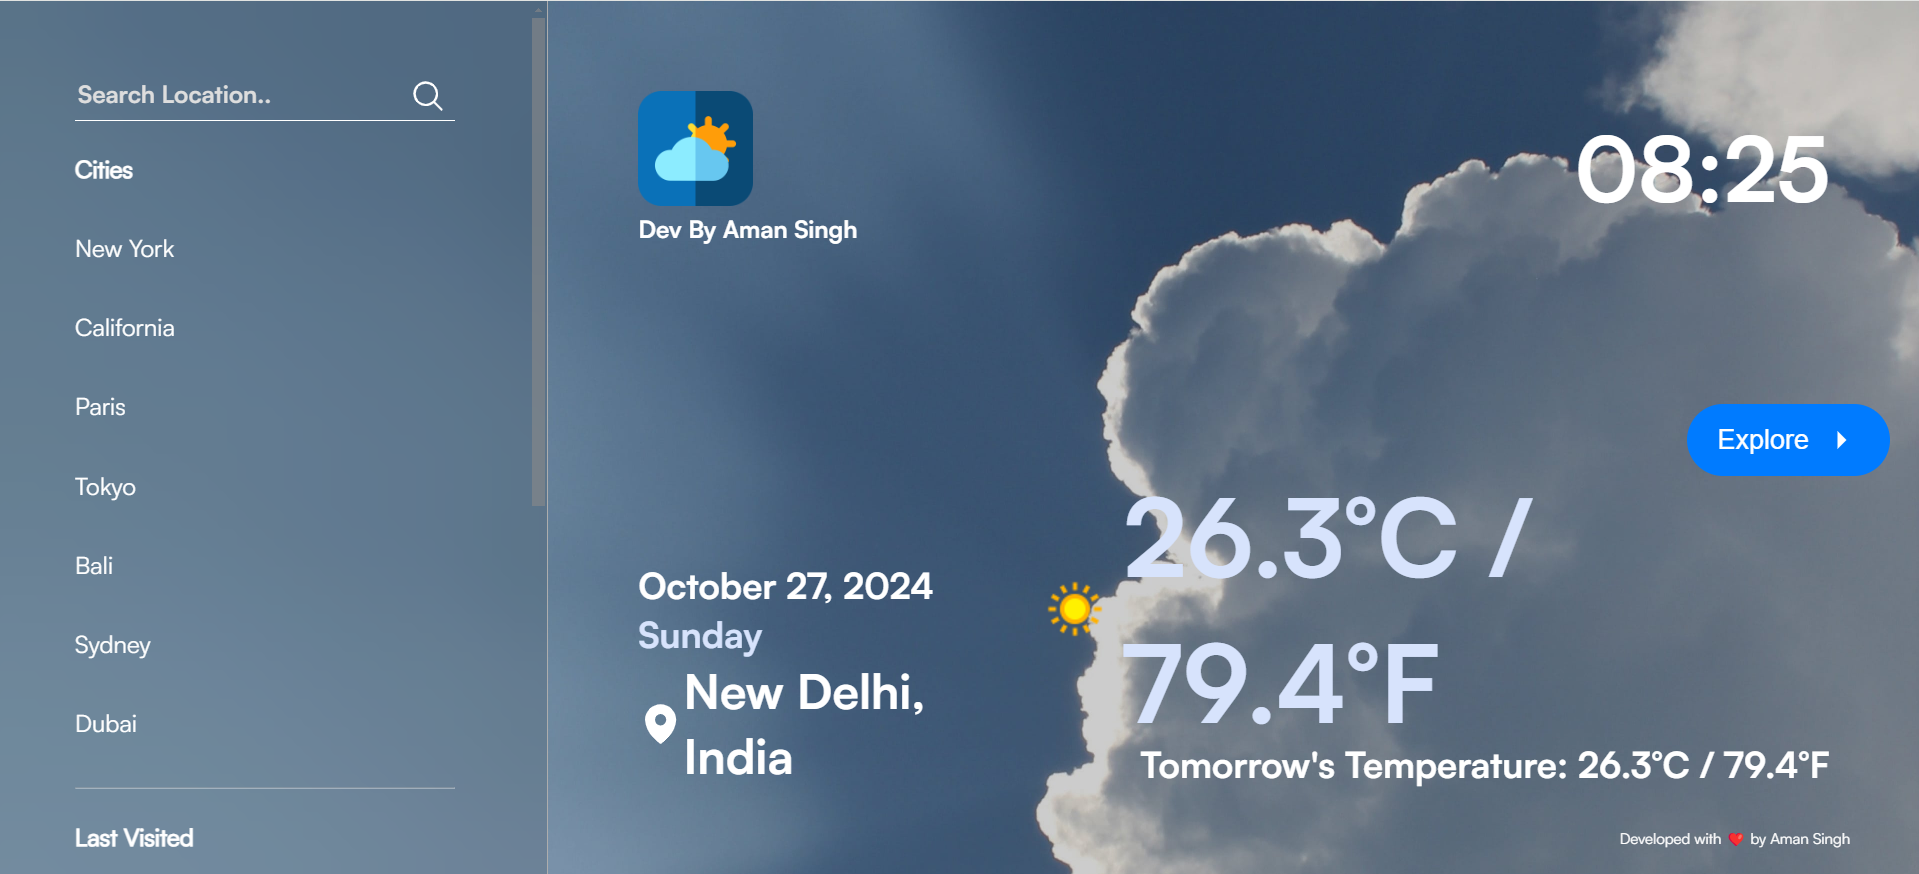 Search Location..
Cities
New York
California
Paris
Tokyo
Bali
Sydney
Dubai
Last Visited
Dev By Aman Singh
08:25
Explore
October 27, 2024
Sunday
New Delhi,
India
26.3°C /
79.4°F
Tomorrow's Temperature: 26.3°C / 79.4°F
Developed with ❤️ by Aman Singh